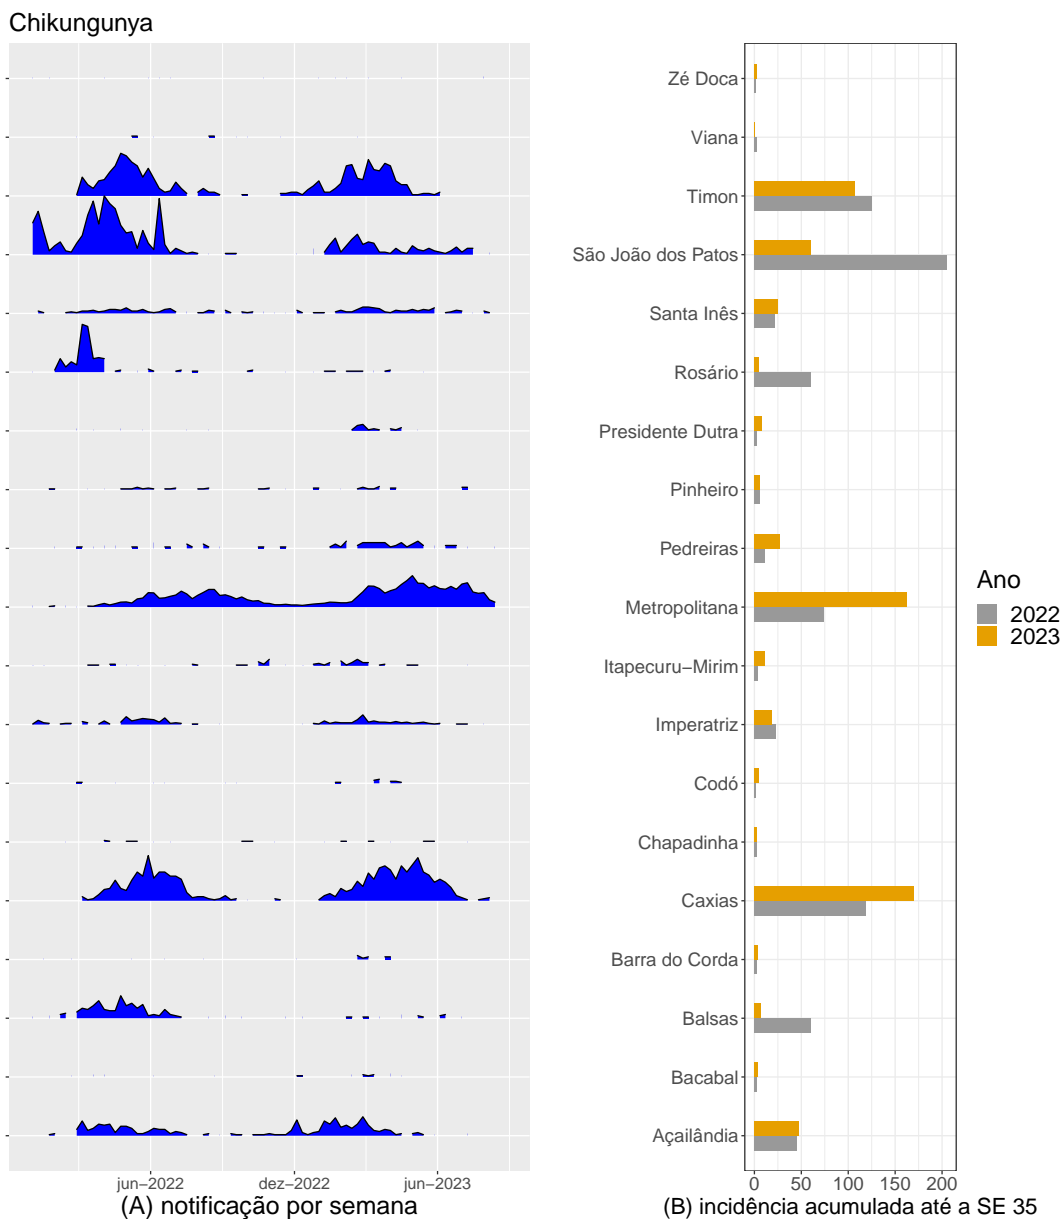 Chikungunya
Zé Doca
Viana
Timon
São João dos Patos
Santa Inês
Rosário
Presidente Dutra
Pinheiro
Pedreiras
Metropolitana
Itapecuru−Mirim
Imperatriz
Codó
Chapadinha
Caxias
Barra do Corda
Balsas
Bacabal
Açailândia
Ano
2022
2023
jun−2022 dez−2022 jun−2023
0 50 100 150 200
(A) notificação por semana
(B) incidência acumulada até a SE 35